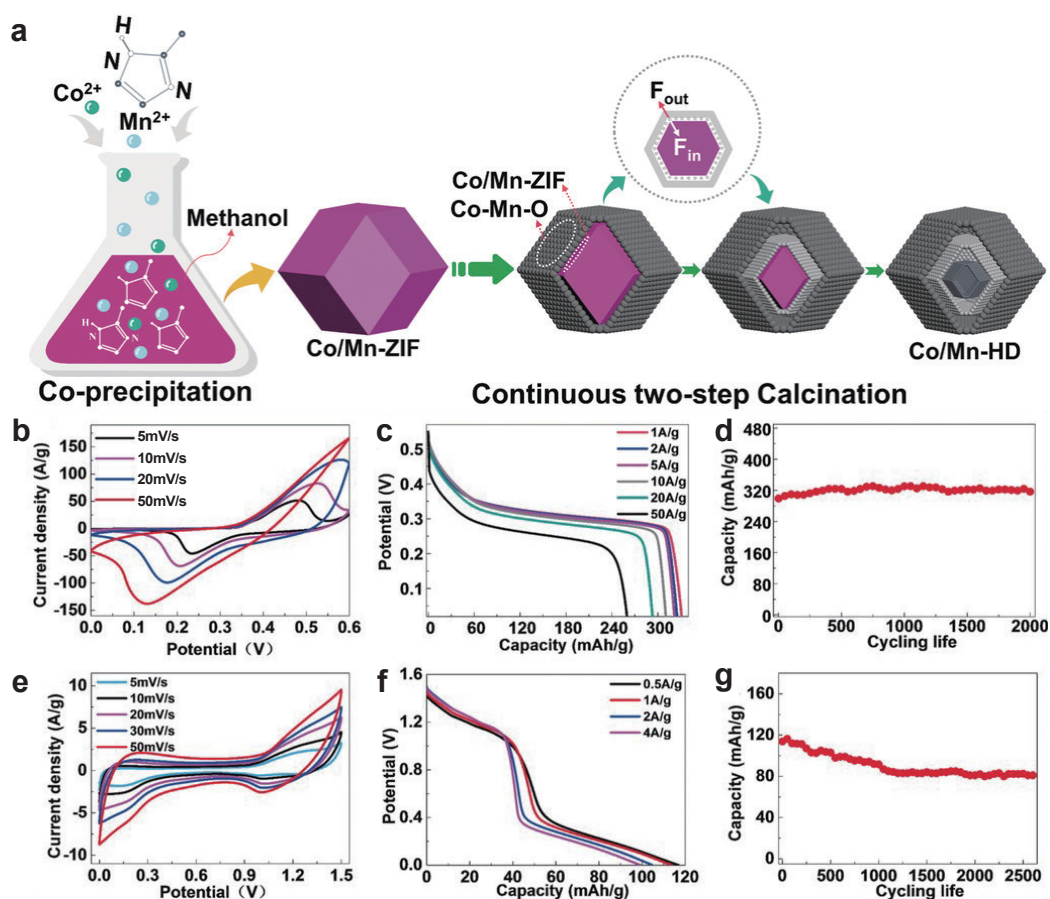 a
H
N
N
Co2+
Mn2+
Methanol
H
N
N
Co-precipitation
Co/Mn-ZIF
Co/Mn-ZIF
Co-Mn-O
Fout
Fin
Co/Mn-HD
Continuous two-step Calcination
b
Current density (A/g)
150
100
50
0
-50
-100
-150
5mV/s
10mV/s
20mV/s
50mV/s
0.0 0.1 0.2 0.3 0.4 0.5 0.6
Potential (V)
c
Potential (V)
0.5
0.4
0.3
0.2
0.1
1A/g
2A/g
5A/g
10A/g
20A/g
50A/g
0 60 120 180 240 300
Capacity (mAh/g)
d
Capacity (mAh/g)
480
400
320
240
160
80
0
0 500 1000 1500 2000
Cycling life
e
Current density (A/g)
10
5
0
-5
-10
5mV/s
10mV/s
20mV/s
30mV/s
50mV/s
0.0 0.3 0.6 0.9 1.2 1.5
Potential (V)
f
Potential (V)
1.6
1.2
0.8
0.4
0.0
0.5A/g
1A/g
2A/g
4A/g
0 20 40 60 80 100 120
Capacity (mAh/g)
g
Capacity (mAh/g)
160
120
80
40
0
0 500 1000 1500 2000 2500
Cycling life